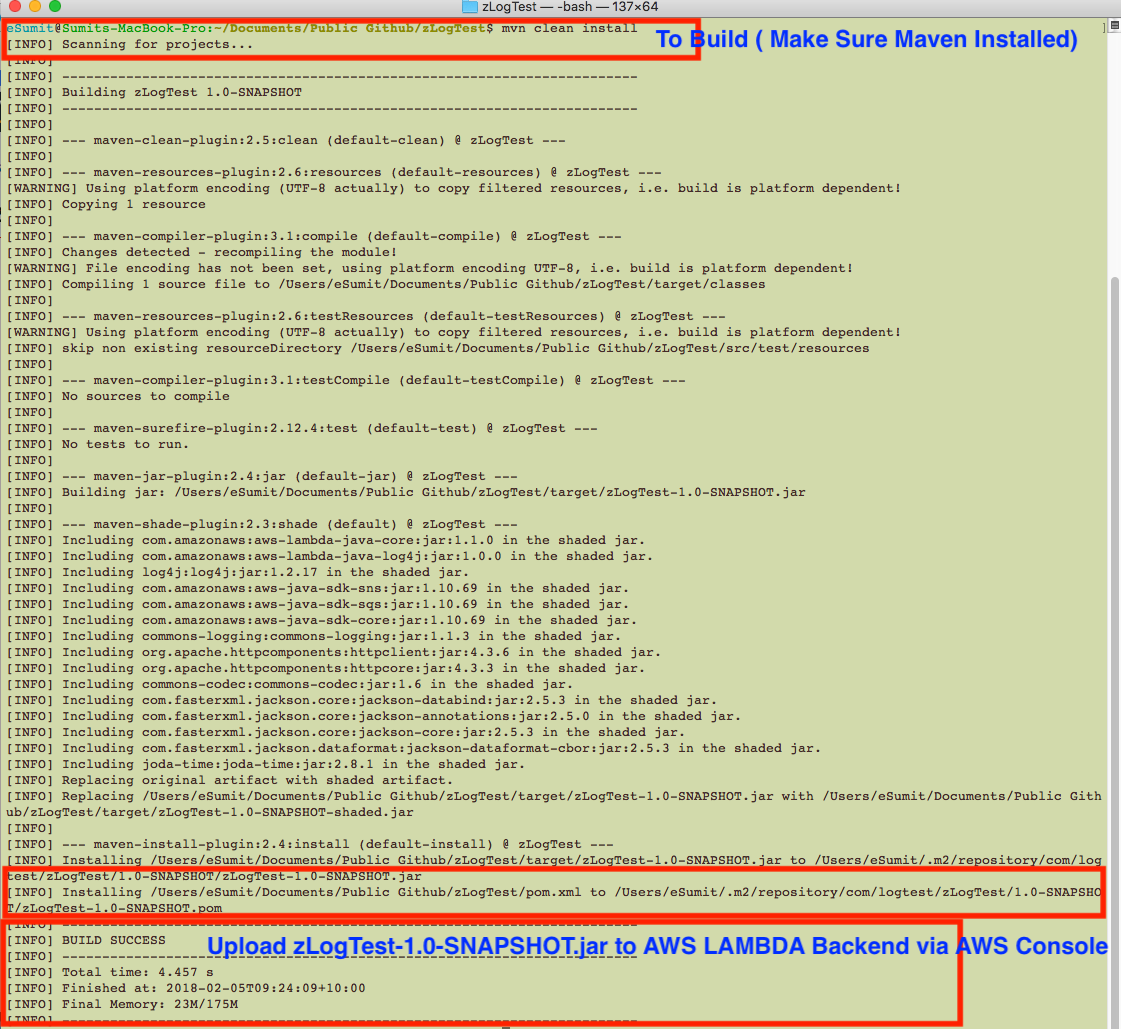 zLogTest — -bash — 137×64
eSumit@Sumits-MacBook-Pro:~/Documents/Public Github/zLogTest$ mvn clean install
To Build ( Make Sure Maven Installed)
[INFO] Scanning for projects...
[INFO]
[INFO] ------------------------------------------------------------------------
[INFO] Building zLogTest 1.0-SNAPSHOT
[INFO] ------------------------------------------------------------------------
[INFO]
[INFO] --- maven-clean-plugin:2.5:clean (default-clean) @ zLogTest ---
[INFO]
[INFO] --- maven-resources-plugin:2.6:resources (default-resources) @ zLogTest ---
[WARNING] Using platform encoding (UTF-8 actually) to copy filtered resources, i.e. build is platform dependent!
[INFO] Copying 1 resource
[INFO]
[INFO] --- maven-compiler-plugin:3.1:compile (default-compile) @ zLogTest ---
[INFO] Changes detected - recompiling the module!
[WARNING] File encoding has not been set, using platform encoding UTF-8, i.e. build is platform dependent!
[INFO] Compiling 1 source file to /Users/eSumit/Documents/Public Github/zLogTest/target/classes
[INFO]
[INFO] --- maven-resources-plugin:2.6:testResources (default-testResources) @ zLogTest ---
[WARNING] Using platform encoding (UTF-8 actually) to copy filtered resources, i.e. build is platform dependent!
[INFO] skip non existing resourceDirectory /Users/eSumit/Documents/Public Github/zLogTest/src/test/resources
[INFO]
[INFO] --- maven-compiler-plugin:3.1:testCompile (default-testCompile) @ zLogTest ---
[INFO] No sources to compile
[INFO]
[INFO] --- maven-surefire-plugin:2.12.4:test (default-test) @ zLogTest ---
[INFO] No tests to run.
[INFO]
[INFO] --- maven-jar-plugin:2.4:jar (default-jar) @ zLogTest ---
[INFO] Building jar: /Users/eSumit/Documents/Public Github/zLogTest/target/zLogTest-1.0-SNAPSHOT.jar
[INFO]
[INFO] --- maven-shade-plugin:2.3:shade (default) @ zLogTest ---
[INFO] Including com.amazonaws:aws-lambda-java-core:jar:1.1.0 in the shaded jar.
[INFO] Including com.amazonaws:aws-lambda-java-log4j:jar:1.0.0 in the shaded jar.
[INFO] Including log4j:log4j:jar:1.2.17 in the shaded jar.
[INFO] Including com.amazonaws:aws-java-sdk-sns:jar:1.10.69 in the shaded jar.
[INFO] Including com.amazonaws:aws-java-sdk-sqs:jar:1.10.69 in the shaded jar.
[INFO] Including com.amazonaws:aws-java-sdk-core:jar:1.10.69 in the shaded jar.
[INFO] Including commons-logging:commons-logging:jar:1.1.3 in the shaded jar.
[INFO] Including org.apache.httpcomponents:httpclient:jar:4.3.6 in the shaded jar.
[INFO] Including org.apache.httpcomponents:httpcore:jar:4.3.3 in the shaded jar.
[INFO] Including commons-codec:commons-codec:jar:1.6 in the shaded jar.
[INFO] Including com.fasterxml.jackson.core:jackson-databind:jar:2.5.3 in the shaded jar.
[INFO] Including com.fasterxml.jackson.core:jackson-annotations:jar:2.5.0 in the shaded jar.
[INFO] Including com.fasterxml.jackson.core:jackson-core:jar:2.5.3 in the shaded jar.
[INFO] Including com.fasterxml.jackson.dataformat:jackson-dataformat-cbor:jar:2.5.3 in the shaded jar.
[INFO] Including joda-time:joda-time:jar:2.8.1 in the shaded jar.
[INFO] Replacing original artifact with shaded artifact.
[INFO] Replacing /Users/eSumit/Documents/Public Github/zLogTest/target/zLogTest-1.0-SNAPSHOT.jar with /Users/eSumit/Documents/Public Gith
ub/zLogTest/target/zLogTest-1.0-SNAPSHOT-shaded.jar
[INFO]
[INFO] --- maven-install-plugin:2.4:install (default-install) @ zLogTest ---
[INFO] Installing /Users/eSumit/Documents/Public Github/zLogTest/target/zLogTest-1.0-SNAPSHOT.jar to /Users/eSumit/.m2/repository/com/log
test/zLogTest/1.0-SNAPSHOT/zLogTest-1.0-SNAPSHOT.jar
[INFO] Installing /Users/eSumit/Documents/Public Github/zLogTest/pom.xml to /Users/eSumit/.m2/repository/com/logtest/zLogTest/1.0-SNAPSHO
T/zLogTest-1.0-SNAPSHOT.pom
[INFO] ------------------------------------------------------------------------
[INFO] BUILD SUCCESS
Upload zLogTest-1.0-SNAPSHOT.jar to AWS LAMBDA Backend via AWS Console
[INFO] ------------------------------------------------------------------------
[INFO] Total time: 4.457 s
[INFO] Finished at: 2018-02-05T09:24:09+10:00
[INFO] Final Memory: 23M/175M
[INFO] ------------------------------------------------------------------------